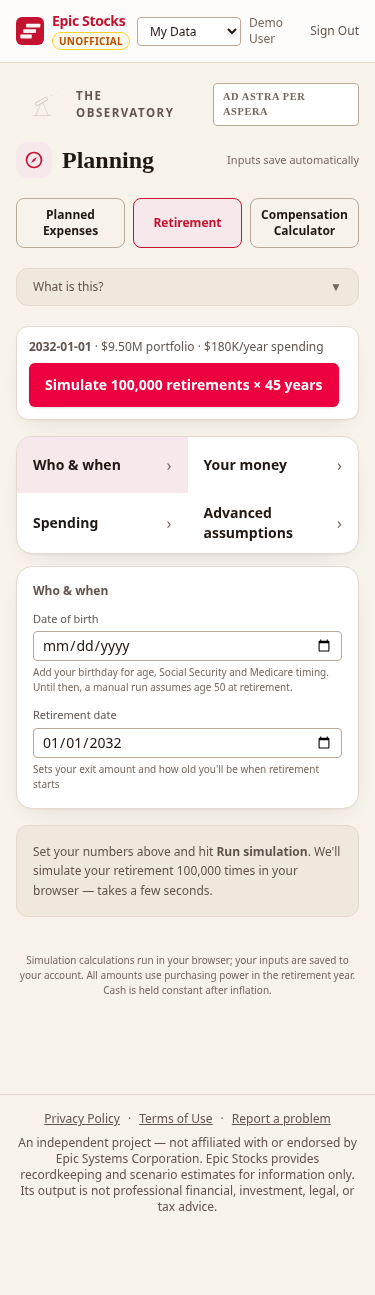 Epic Stocks
UNOFFICIAL
My Data
Demo
User
Sign Out
THE
OBSERVATORY
AD ASTRA PER
ASPERA
Planning
Inputs save automatically
Planned
Expenses
Retirement
Compensation
Calculator
What is this?
2032-01-01 · $9.50M portfolio · $180K/year spending
Simulate 100,000 retirements × 45 years
Who & when
Your money
Spending
Advanced
assumptions
Who & when
Date of birth
mm/dd/yyyy
Add your birthday for age, Social Security and Medicare timing.
Until then, a manual run assumes age 50 at retirement.
Retirement date
01/01/2032
Sets your exit amount and how old you'll be when retirement
starts
Set your numbers above and hit Run simulation. We'll
simulate your retirement 100,000 times in your
browser — takes a few seconds.
Simulation calculations run in your browser; your inputs are saved to
your account. All amounts use purchasing power in the retirement year.
Cash is held constant after inflation.
Privacy Policy · Terms of Use · Report a problem
An independent project — not affiliated with or endorsed by
Epic Systems Corporation. Epic Stocks provides
recordkeeping and scenario estimates for information only.
Its output is not professional financial, investment, legal, or
tax advice.